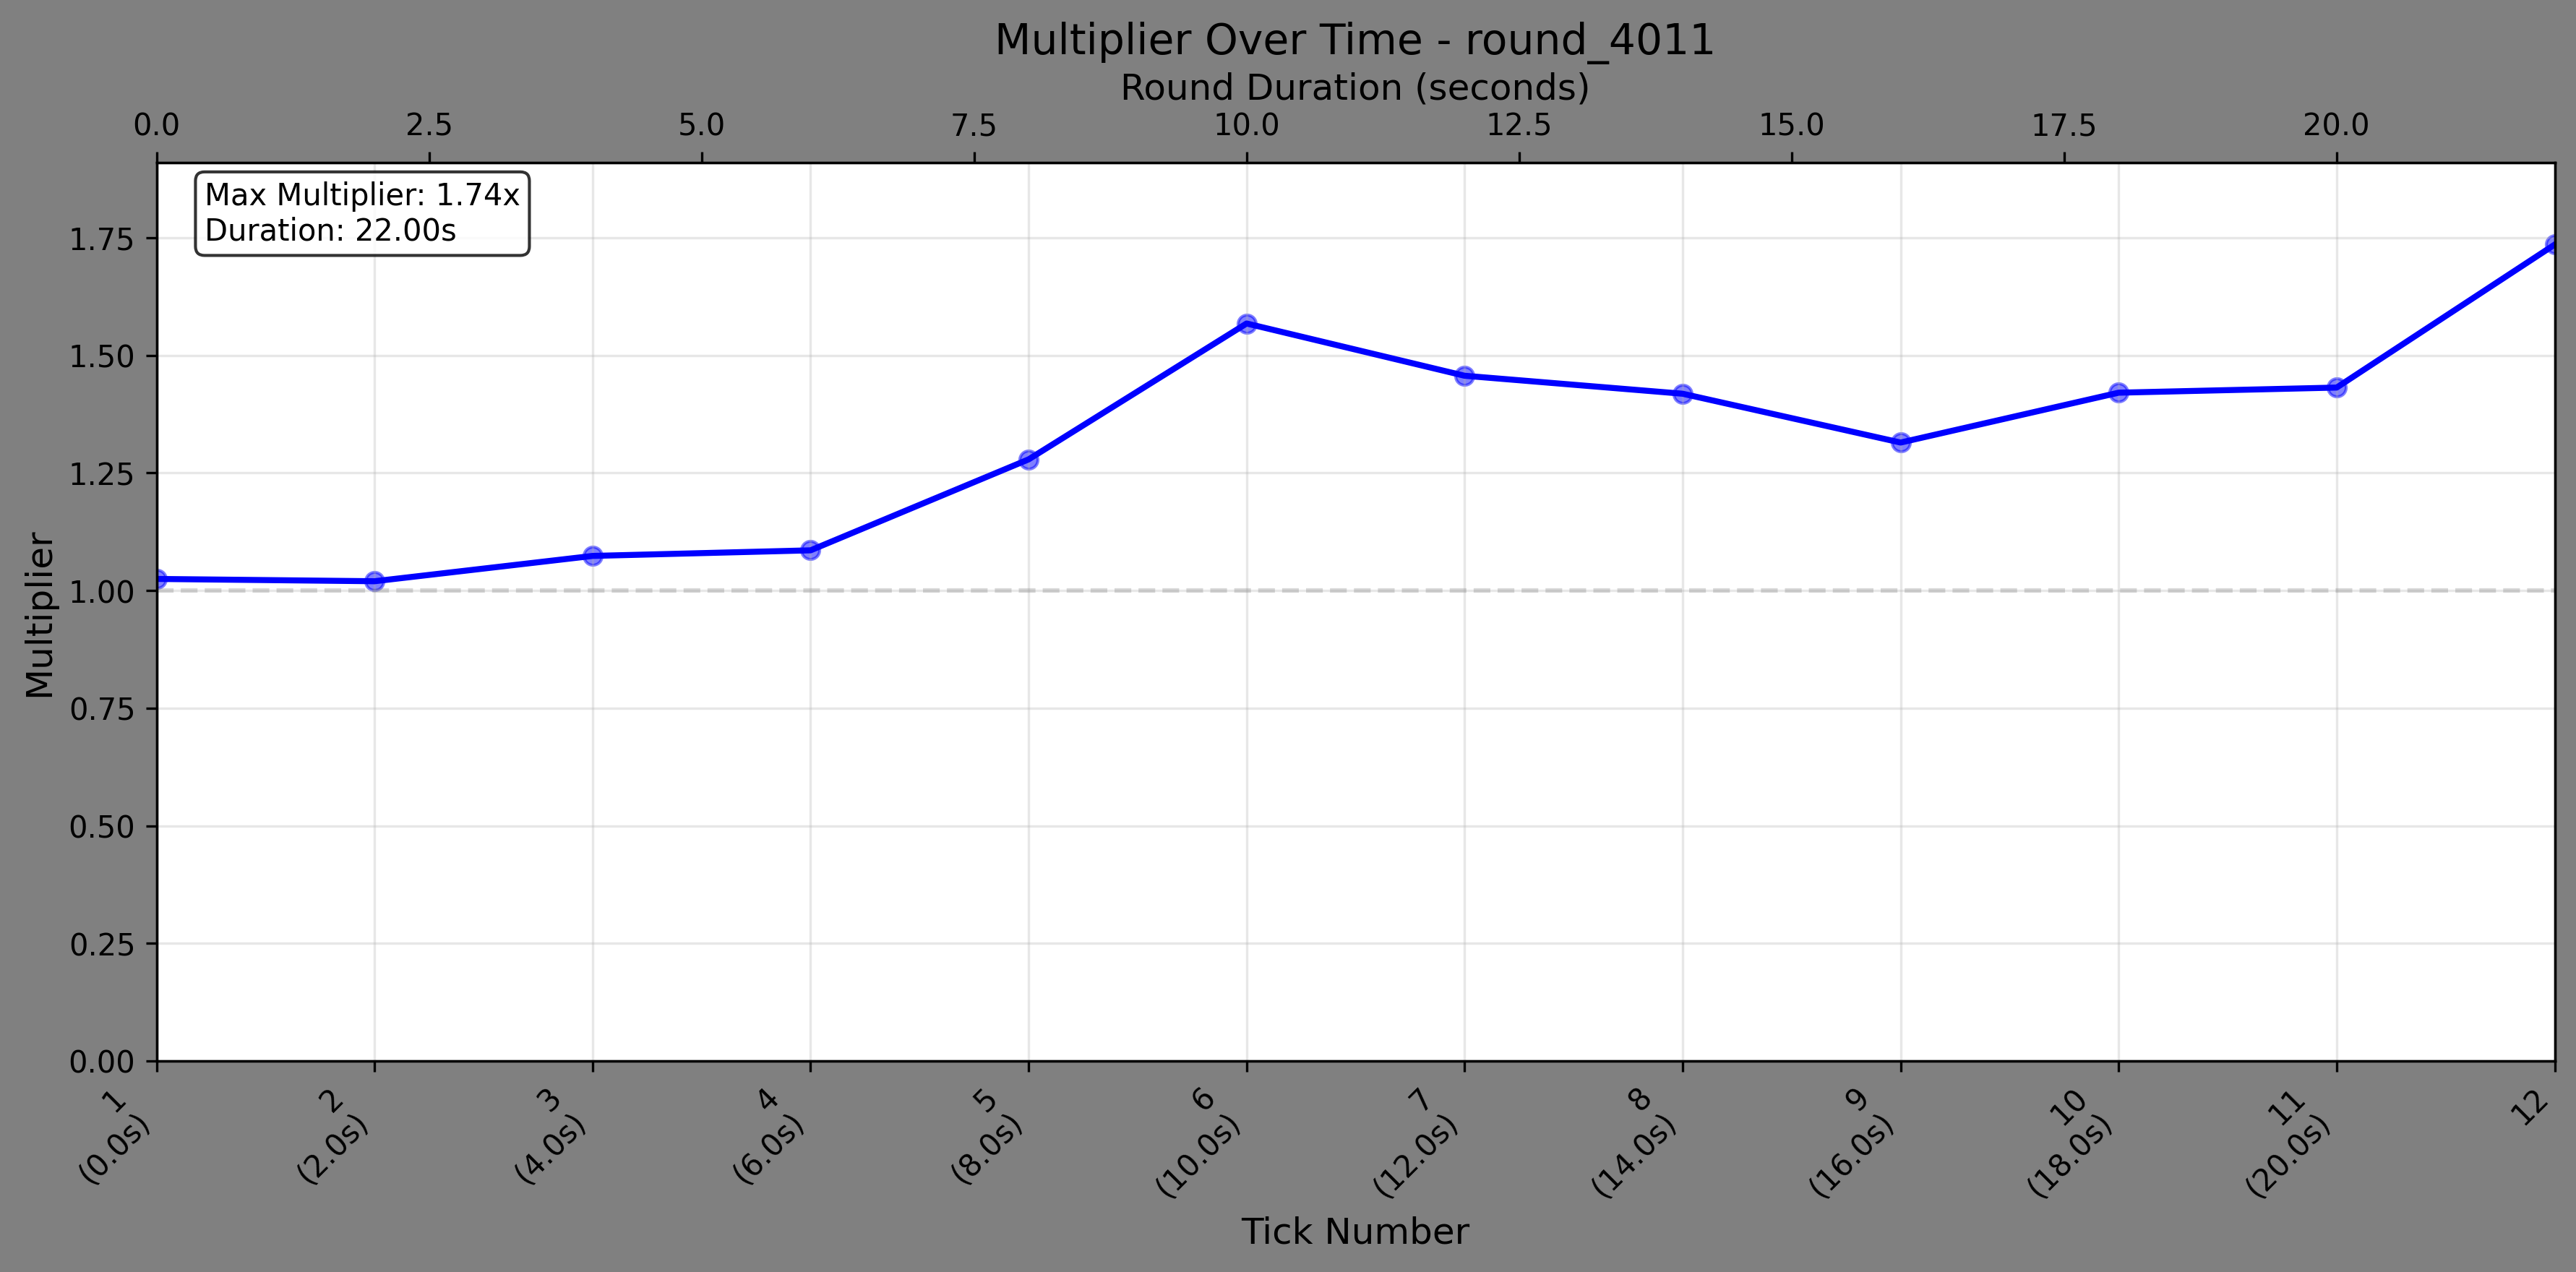 Multiplier Over Time - round_4011
Round Duration (seconds)
0.0 2.5 5.0 7.5 10.0 12.5 15.0 17.5 20.0
Max Multiplier: 1.74x
Duration: 22.00s
1.75
1.50
1.25
1.00
0.75
0.50
0.25
0.00
Multiplier
1 2 3 4 5 6 7 8 9 10 11 12
(0.0s) (2.0s) (4.0s) (6.0s) (8.0s) (10.0s) (12.0s) (14.0s) (16.0s) (18.0s) (20.0s)
Tick Number